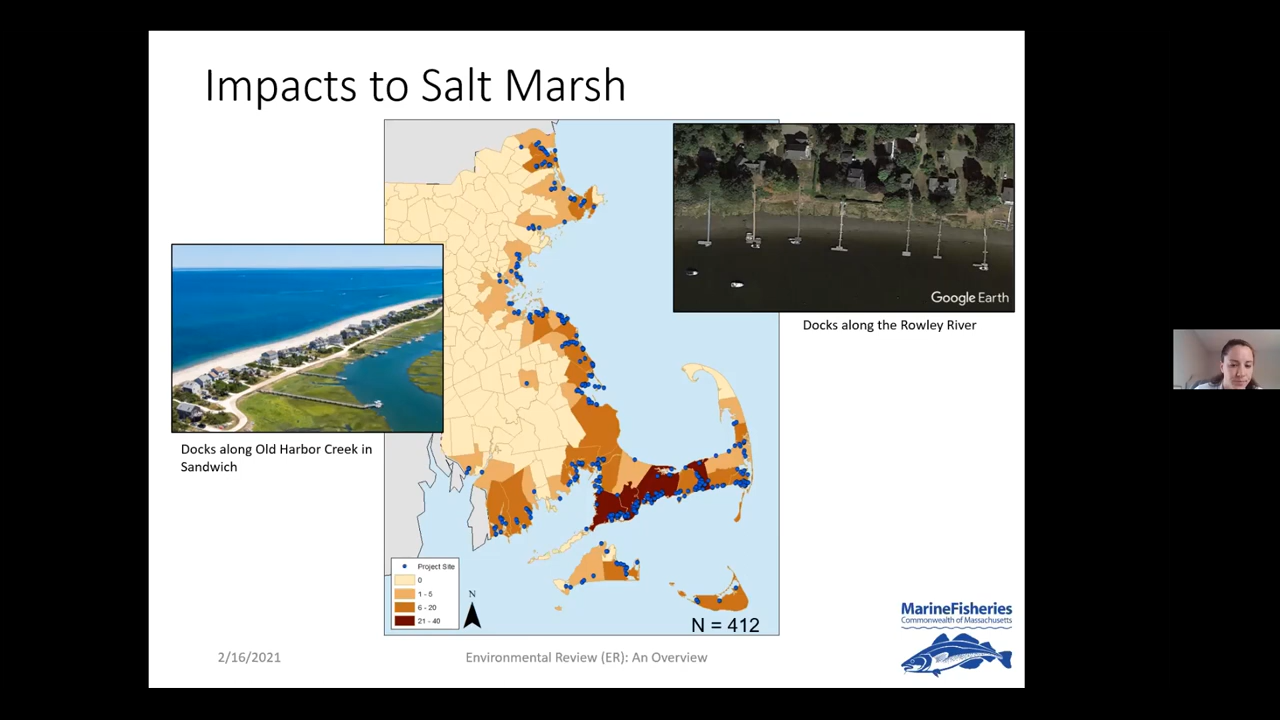 Impacts to Salt Marsh
Google Earth
Docks along the Rowley River
Docks along Old Harbor Creek in
Sandwich
Project Site
0
1 - 5
6 - 20
21 - 40
N
N = 412
MarineFisheries
Commonwealth of Massachusetts
2/16/2021
Environmental Review (ER): An Overview